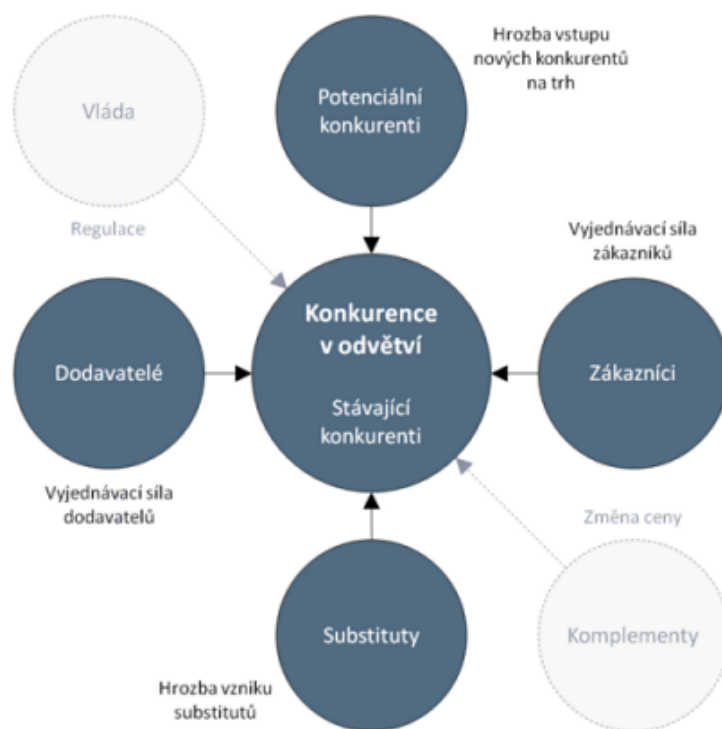 Hrozba vstupu
nových konkurentů
na trh
Vláda
Potenciální
konkurenti
Regulace
Vyjednávací síla
zákazníků
Konkurence
v odvětví
Dodavatelé
Zákazníci
Stávající
konkurenti
Vyjednávací síla
dodavatelů
Změna ceny
Substituty
Komplementy
Hrozba vzniku
substitutů